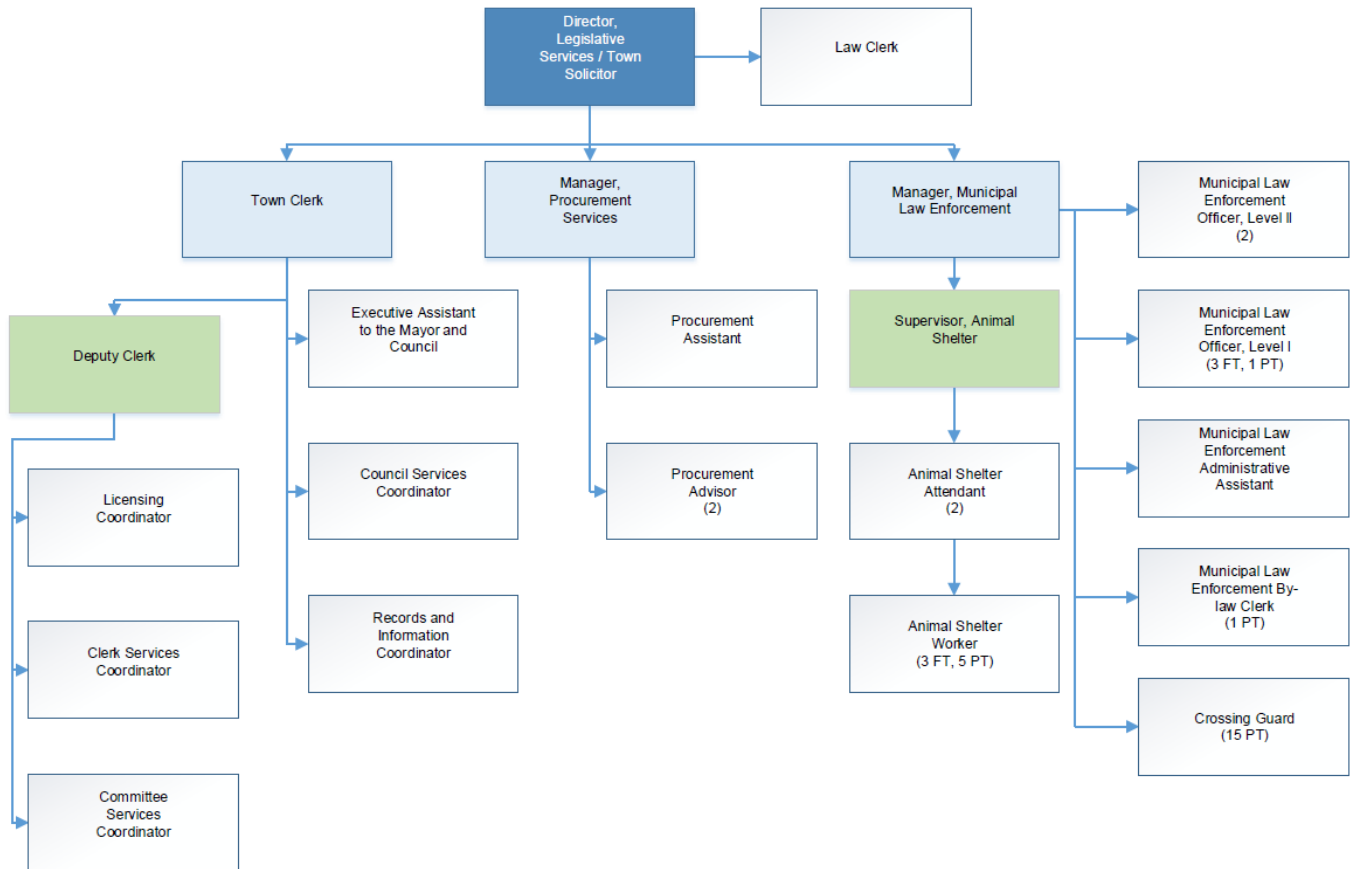 Director,
Legislative
Services / Town
Solicitor
Law Clerk
Town Clerk
Manager,
Procurement
Services
Manager, Municipal
Law Enforcement
Municipal Law
Enforcement
Officer, Level II
(2)
Deputy Clerk
Executive Assistant
to the Mayor and
Council
Procurement
Assistant
Supervisor, Animal
Shelter
Municipal Law
Enforcement
Officer, Level I
(3 FT, 1 PT)
Licensing
Coordinator
Council Services
Coordinator
Procurement
Advisor
(2)
Animal Shelter
Attendant
(2)
Municipal Law
Enforcement
Administrative
Assistant
Clerk Services
Coordinator
Records and
Information
Coordinator
Animal Shelter
Worker
(3 FT, 5 PT)
Municipal Law
Enforcement By-
law Clerk
(1 PT)
Crossing Guard
(15 PT)
Committee
Services
Coordinator